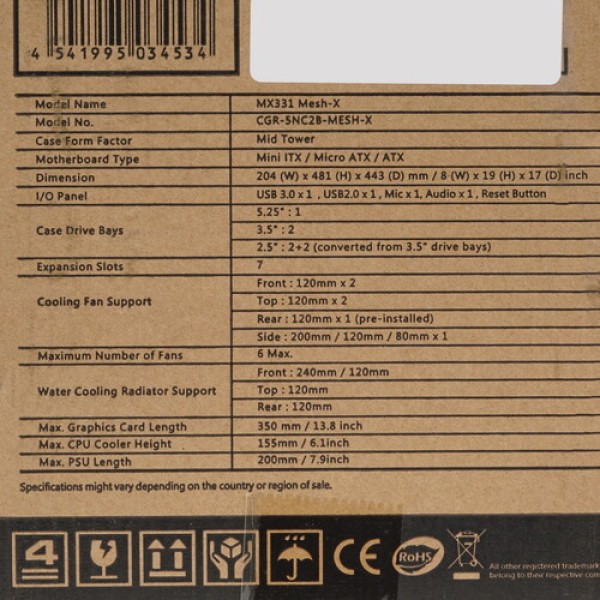 4 541995 034534
Model Name MX331 Mesh-X
Model No. CGR-5NC2B-MESH-X
Case Form Factor Mid Tower
Motherboard Type Mini ITX / Micro ATX / ATX
Dimension 204 (W) x 481 (H) x 443 (D) mm / 8 (W) x 19 (H) x 17 (D) inch
I/O Panel USB 3.0 x 1 , USB2.0 x 1 , Mic x 1, Audio x 1 , Reset Button
5.25" : 1
Case Drive Bays 3.5" : 2
2.5" : 2+2 (converted from 3.5" drive bays)
Expansion Slots 7
Front : 120mm x 2
Cooling Fan Support Top : 120mm x 2
Rear : 120mm x 1 (pre-installed)
Side : 200mm / 120mm / 80mm x 1
Maximum Number of Fans 6 Max.
Front : 240mm / 120mm
Water Cooling Radiator Support Top : 120mm
Rear : 120mm
Max. Graphics Card Length 350 mm / 13.8 inch
Max. CPU Cooler Height 155mm / 6.1inch
Max. PSU Length 200mm / 7.9inch
Specifications might vary depending on the country or region of sale.
4 CE RoHS
All other registered trademark
belong to their respective com